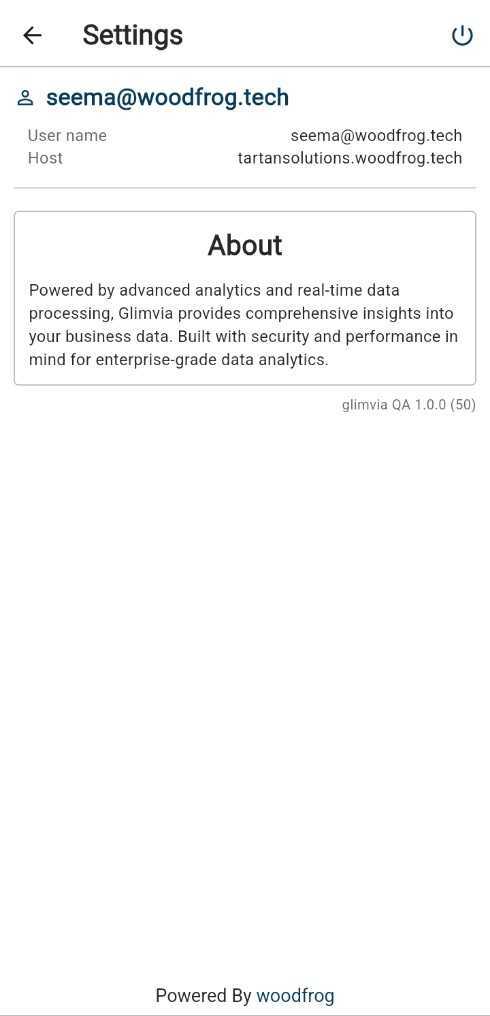 Settings
seema@woodfrog.tech
User name seema@woodfrog.tech
Host tartansolutions.woodfrog.tech
About
Powered by advanced analytics and real-time data
processing, Glimvia provides comprehensive insights into
your business data. Built with security and performance in
mind for enterprise-grade data analytics.
glimvia QA 1.0.0 (50)
Powered By woodfrog